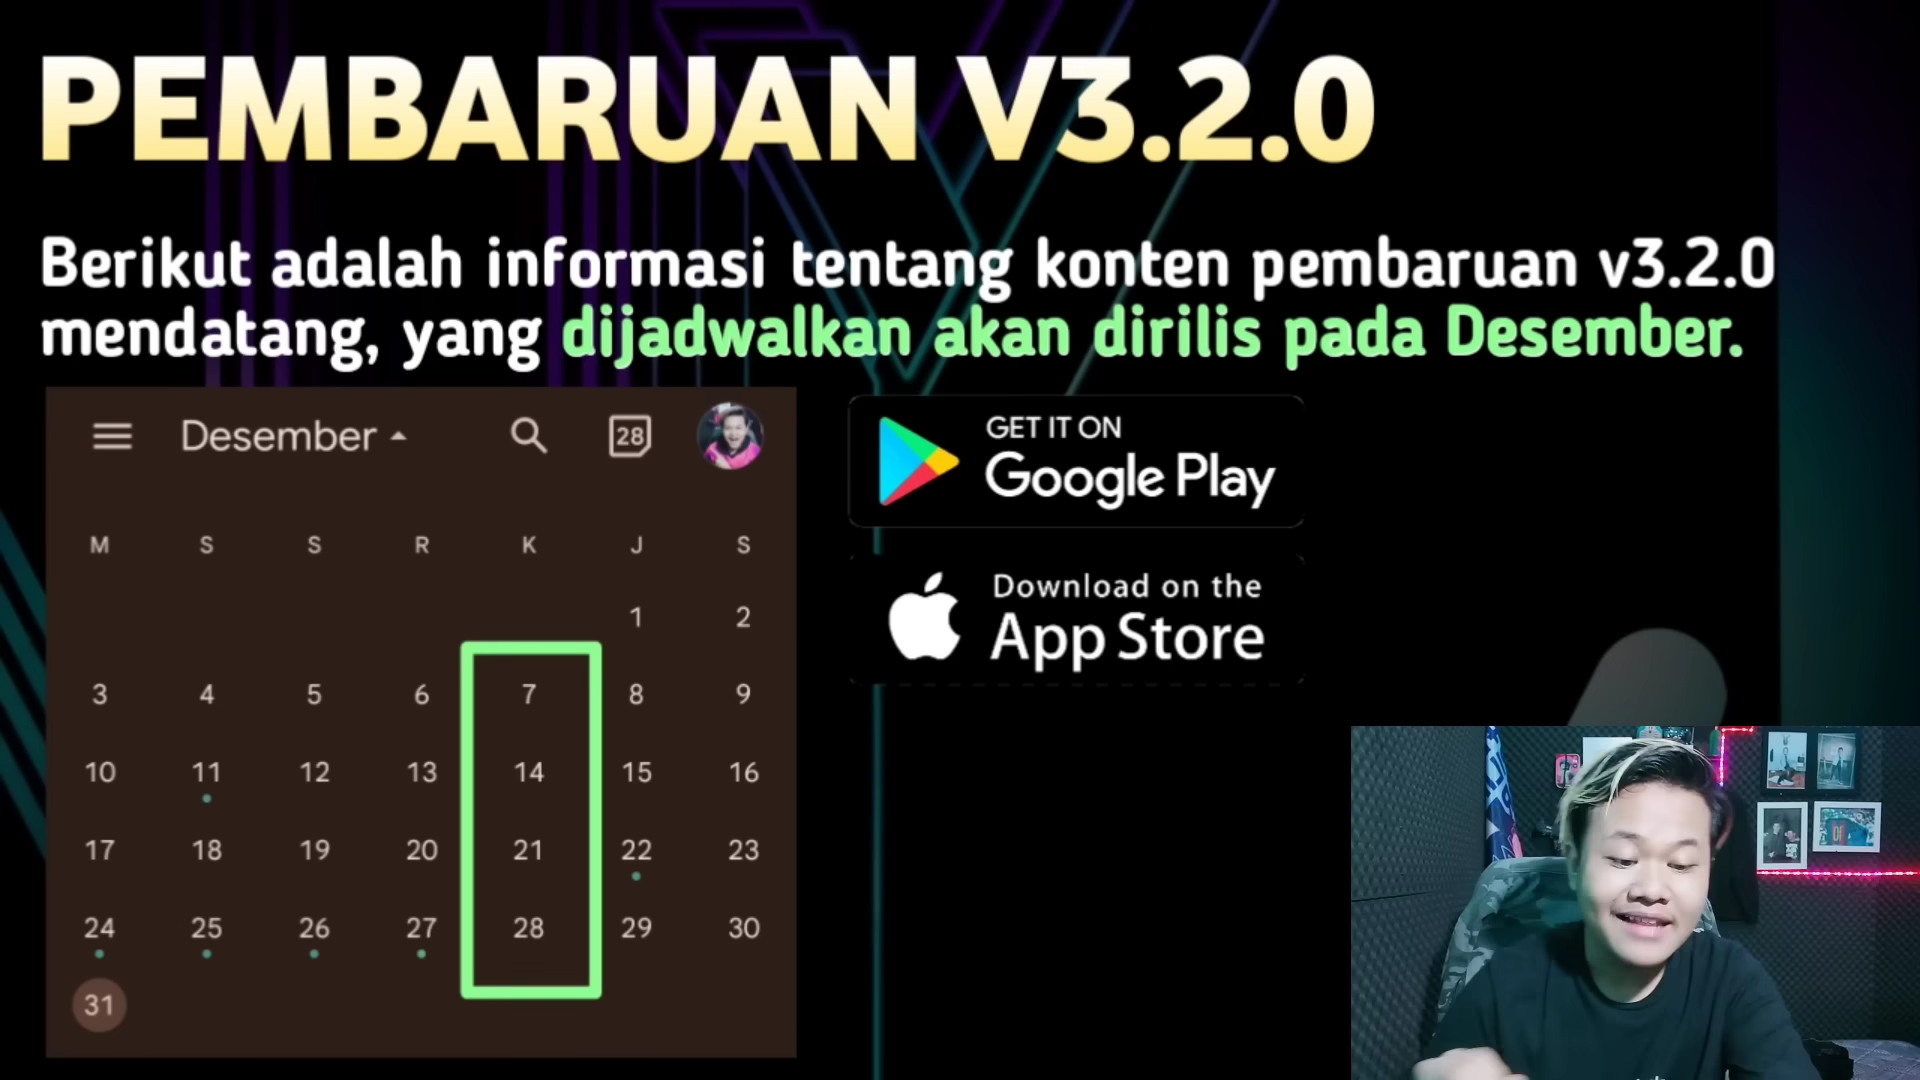 PEMBARUAN V3.2.0
Berikut adalah informasi tentang konten pembaruan v3.2.0
mendatang, yang dijadwalkan akan dirilis pada Desember.
Desember
28
M S S R K J S
1 2
3 4 5 6 7 8 9
10 11 12 13 14 15 16
17 18 19 20 21 22 23
24 25 26 27 28 29 30
31
GET IT ON
Google Play
Download on the
App Store